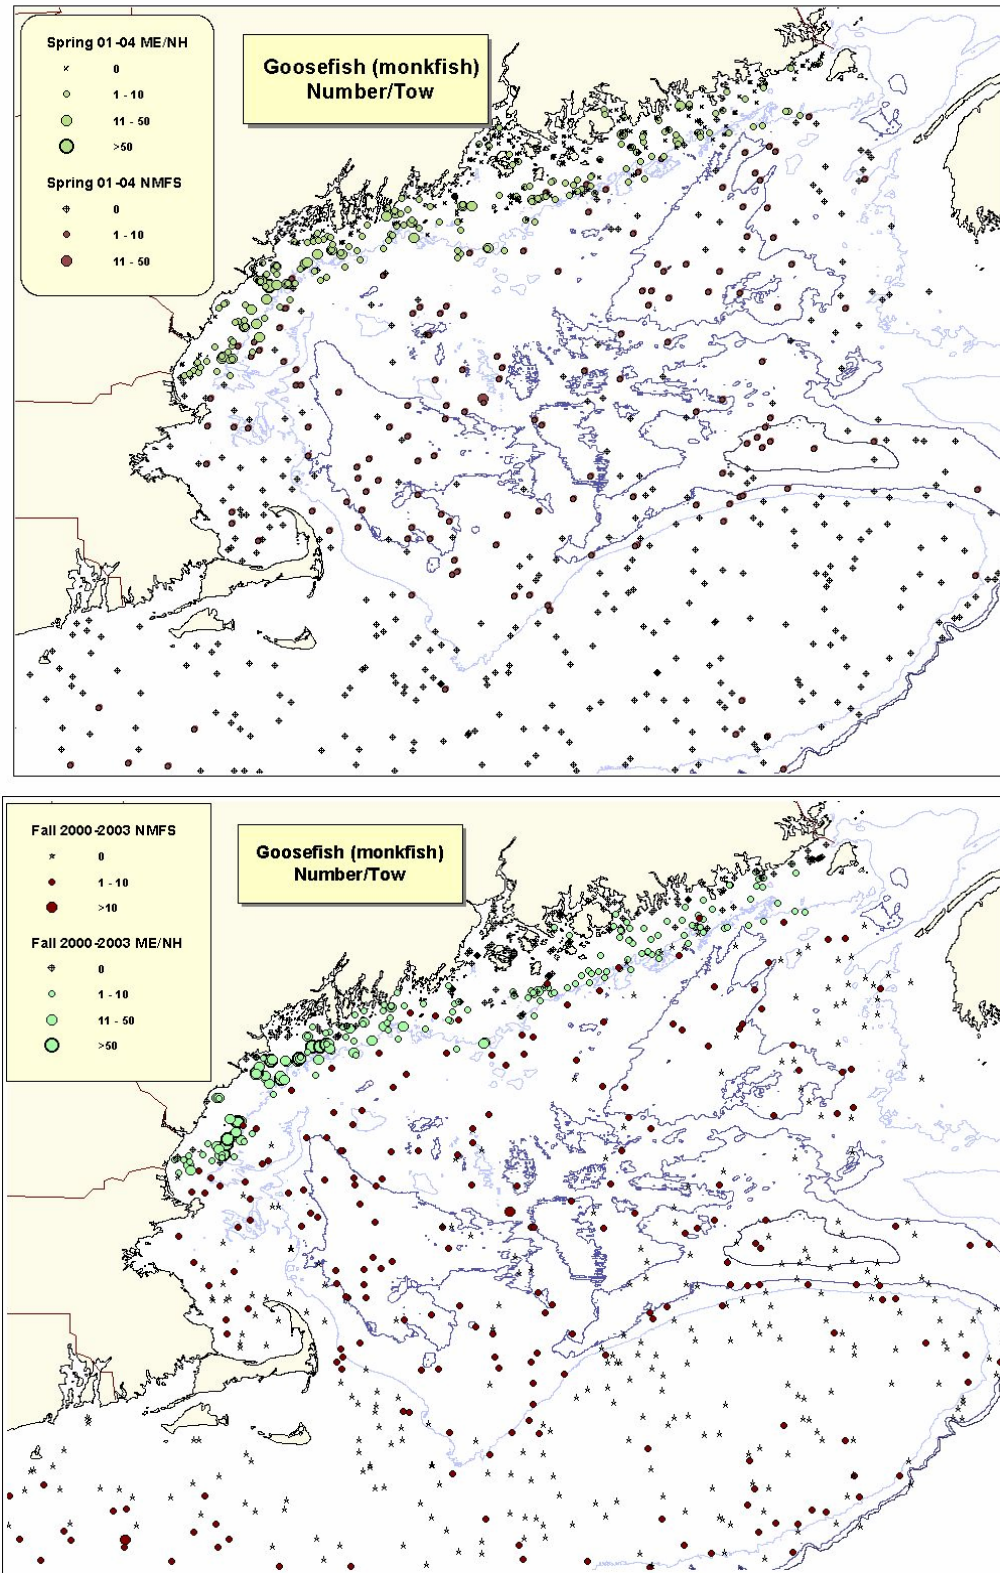 Spring 01-04 ME/NH
0
1 - 10
11 - 50
>50
Spring 01-04 NMFS
0
1 - 10
11 - 50
Goosefish (monkfish)
Number/Tow
Fall 2000-2003 NMFS
0
1 - 10
>10
Fall 2000-2003 ME/NH
0
1 - 10
11 - 50
>50
Goosefish (monkfish)
Number/Tow